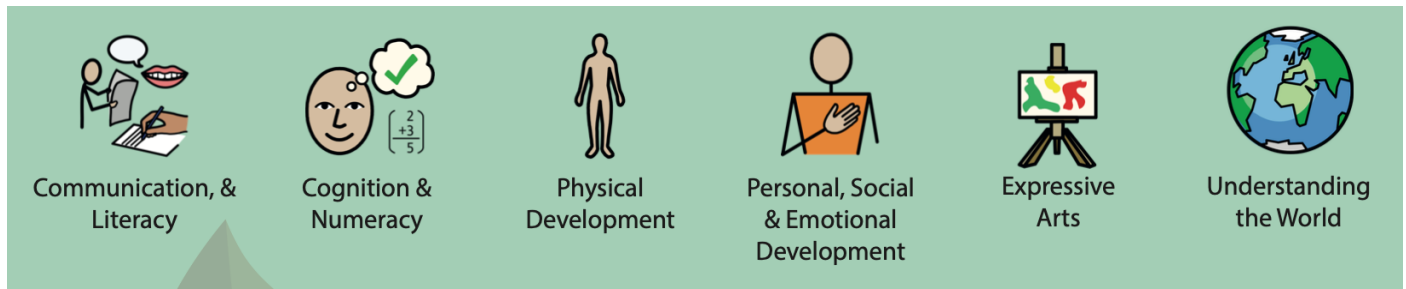 2
+3
5
Communication, &
Literacy
Cognition &
Numeracy
Physical
Development
Personal, Social
& Emotional
Development
Expressive
Arts
Understanding
the World